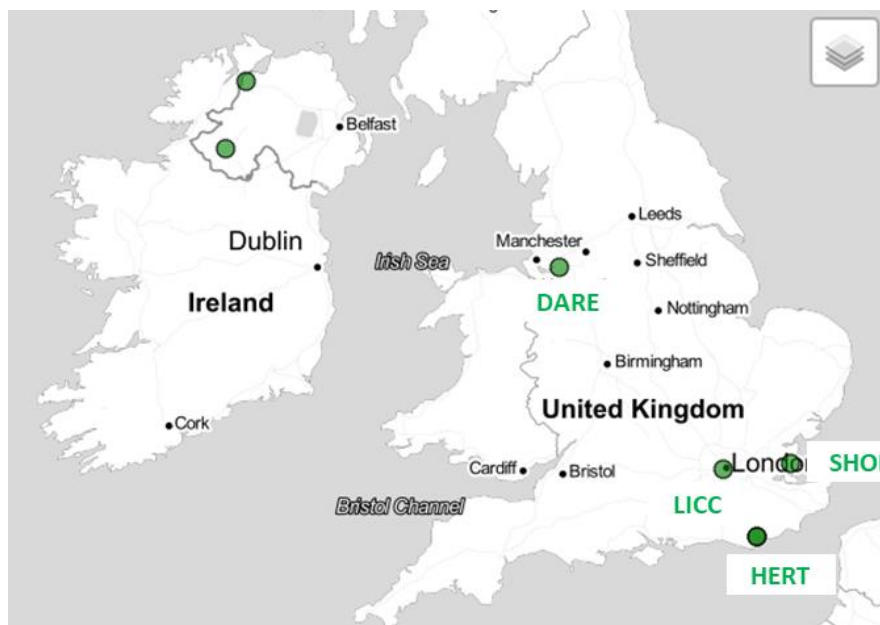 Belfast
Leeds
Dublin
Manchester
Irish Sea
Sheffield
Ireland
DARE
Nottingham
Birmingham
United Kingdom
Cork
Cardiff
Bristol
SHO
LICC
Bristol Channel
HERT